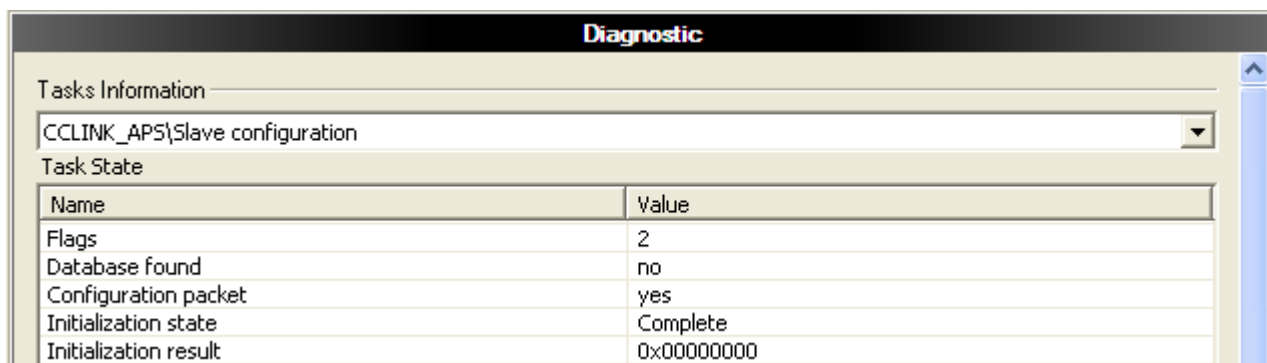 Diagnostic
Tasks Information
CCLINK_APS\Slave configuration
Task State
Name Value
Flags 2
Database found no
Configuration packet yes
Initialization state Complete
Initialization result 0x00000000